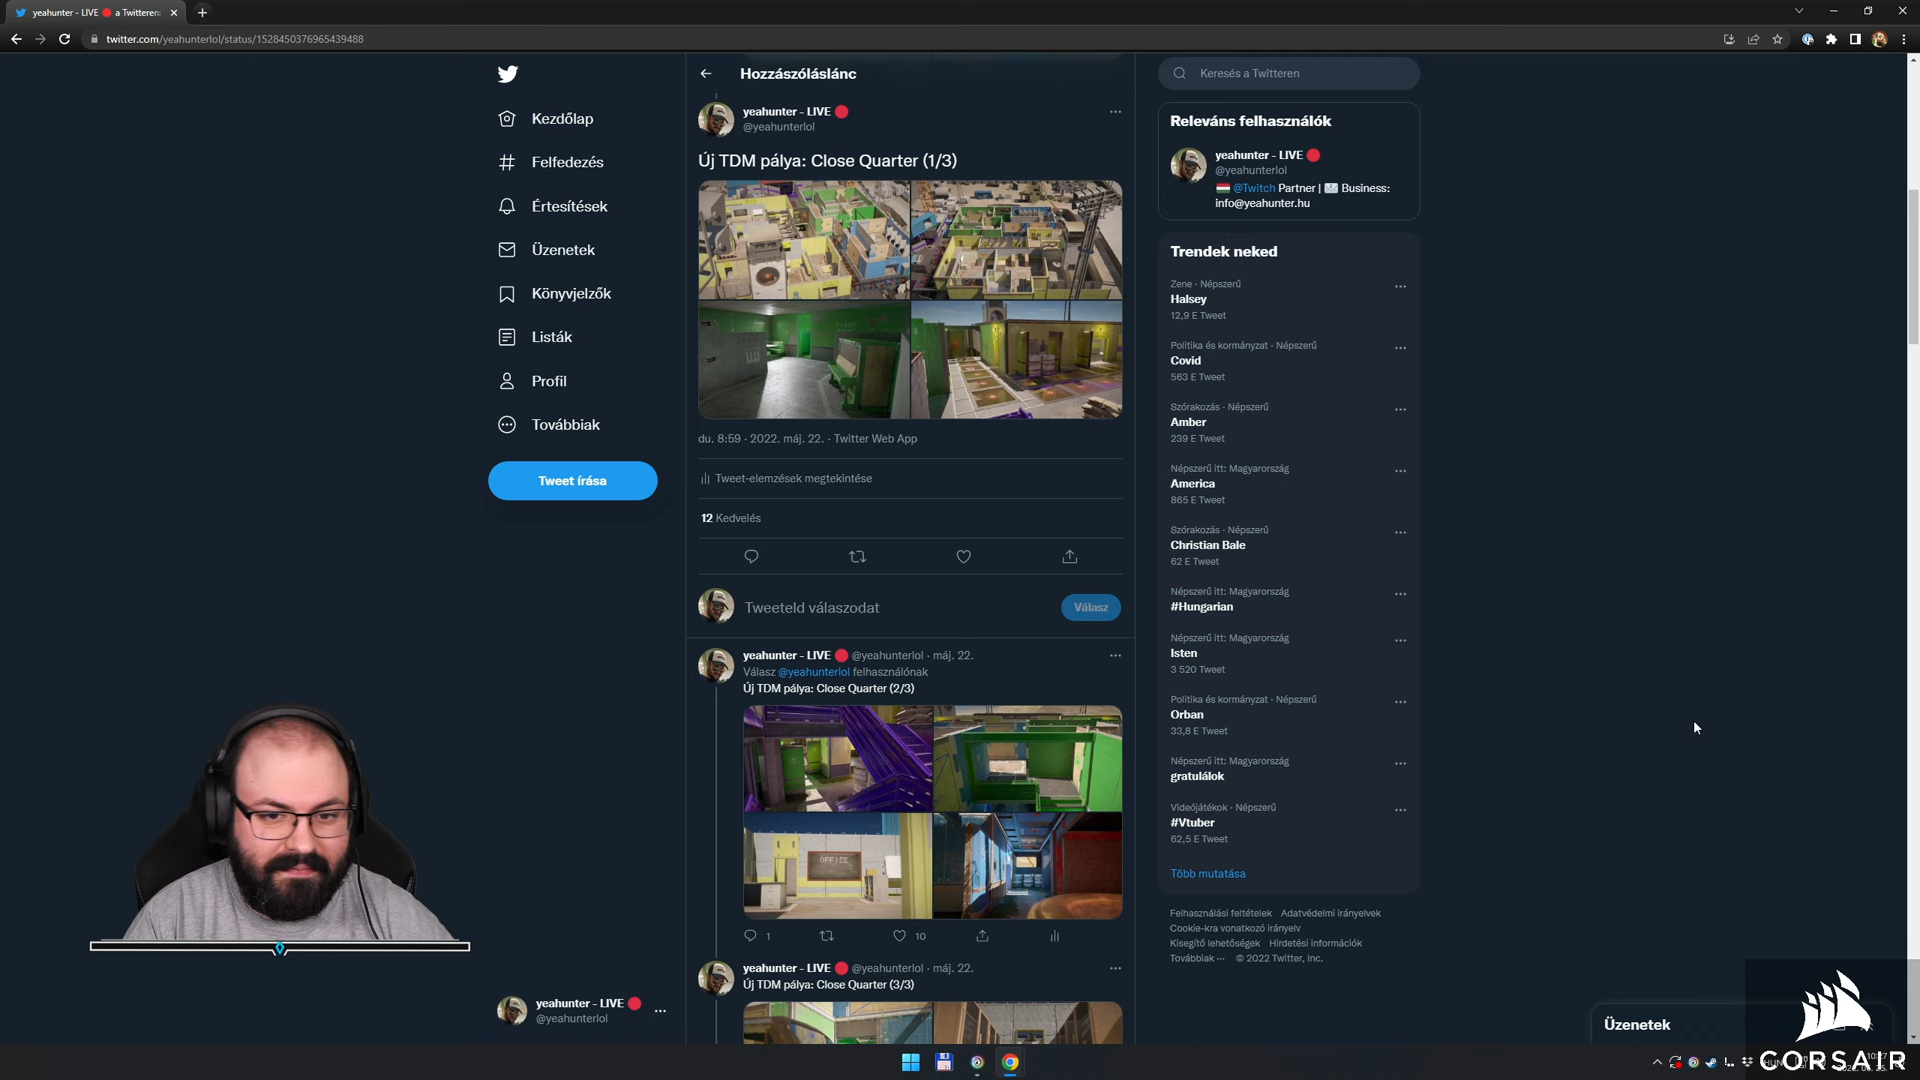 yeahunter - LIVE 🔴 a Twitteren:
twitter.com/yeahunterlol/status/1528450376965439488
Kezdőlap
Felfedezés
Értesítések
Üzenetek
Könyvjelzők
Listák
Profil
Továbbiak
Tweet írása
yeahunter - LIVE 🔴
@yeahunterlol
Hozzászóláslánc
yeahunter - LIVE 🔴
@yeahunterlol
Új TDM pálya: Close Quarter (1/3)
du. 8:59 · 2022. máj. 22. · Twitter Web App
Tweet-elemzések megtekintése
12 Kedvelés
Tweeteld válaszodat
Válasz
yeahunter - LIVE 🔴 @yeahunterlol · máj. 22.
Válasz @yeahunterlol felhasználónak
Új TDM pálya: Close Quarter (2/3)
OFFICE
1
10
yeahunter - LIVE 🔴 @yeahunterlol · máj. 22.
Új TDM pálya: Close Quarter (3/3)
Keresés a Twitteren
Releváns felhasználók
yeahunter - LIVE 🔴
@yeahunterlol
@Twitch Partner | ✉️ Business:
info@yeahunter.hu
Trendek neked
Zene · Népszerű
Halsey
12,9 E Tweet
Politika és kormányzat · Népszerű
Covid
563 E Tweet
Szórakozás · Népszerű
Amber
239 E Tweet
Népszerű itt: Magyarország
America
865 E Tweet
Szórakozás · Népszerű
Christian Bale
62 E Tweet
Népszerű itt: Magyarország
#Hungarian
Népszerű itt: Magyarország
Isten
3 520 Tweet
Politika és kormányzat · Népszerű
Orban
33,8 E Tweet
Népszerű itt: Magyarország
gratulálok
Videójátékok · Népszerű
#Vtuber
62,5 E Tweet
Több mutatása
Felhasználási feltételek Adatvédelmi irányelvek
Cookie-kra vonatkozó irányelv
Kisegítő lehetőségek Hirdetési információk
Továbbiak ··· © 2022 Twitter, Inc.
Üzenetek
CORSAIR